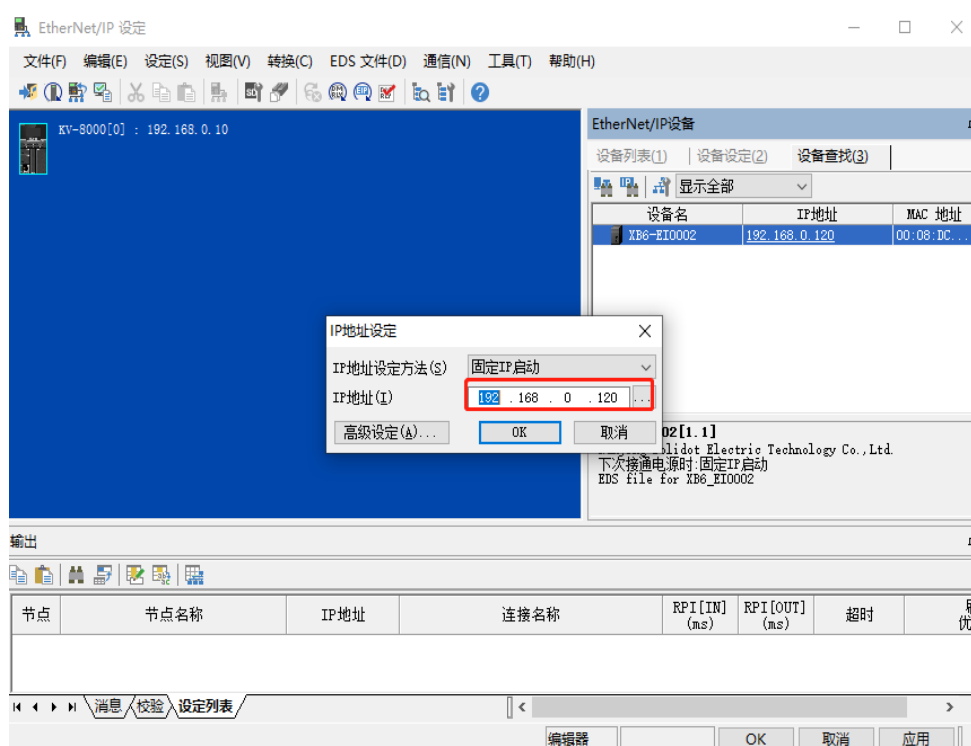 EtherNet/IP 设定
文件(F) 编辑(E) 设定(S) 视图(V) 转换(C) EDS 文件(D) 通信(N) 工具(T) 帮助(H)
KV-8000[0] : 192.168.0.10
EtherNet/IP设备
设备列表(1) 设备设定(2) 设备查找(3)
显示全部
设备名 IP地址 MAC 地址
XB6-EI0002 192.168.0.120 00:08:DC...
IP地址设定
IP地址设定方法(S) 固定IP启动
IP地址(I) 192 . 168 . 0 . 120 ...
高级设定(A)... OK 取消
02[1.1]
olidot Electric Technology Co.,Ltd.
下次接通电源时:固定IP启动
EDS file for XB6_EI0002
输出
节点 节点名称 IP地址 连接名称 RPI[IN] (ms) RPI[OUT] (ms) 超时
消息 校验 设定列表
编辑器 OK 取消 应用